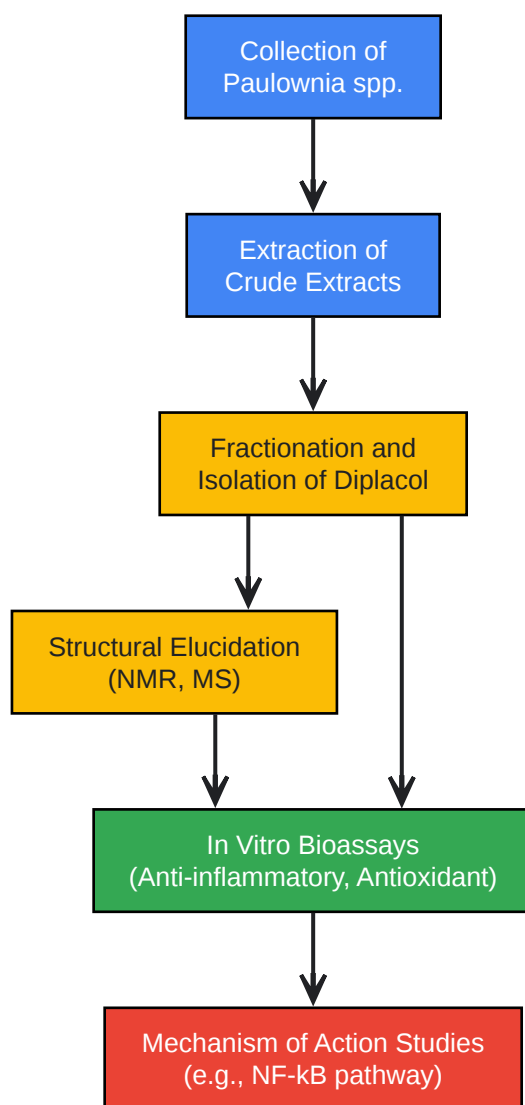 Collection of
Paulownia spp.
Extraction of
Crude Extracts
Fractionation and
Isolation of Diplacol
Structural Elucidation
(NMR, MS)
In Vitro Bioassays
(Anti-inflammatory, Antioxidant)
Mechanism of Action Studies
(e.g., NF-kB pathway)